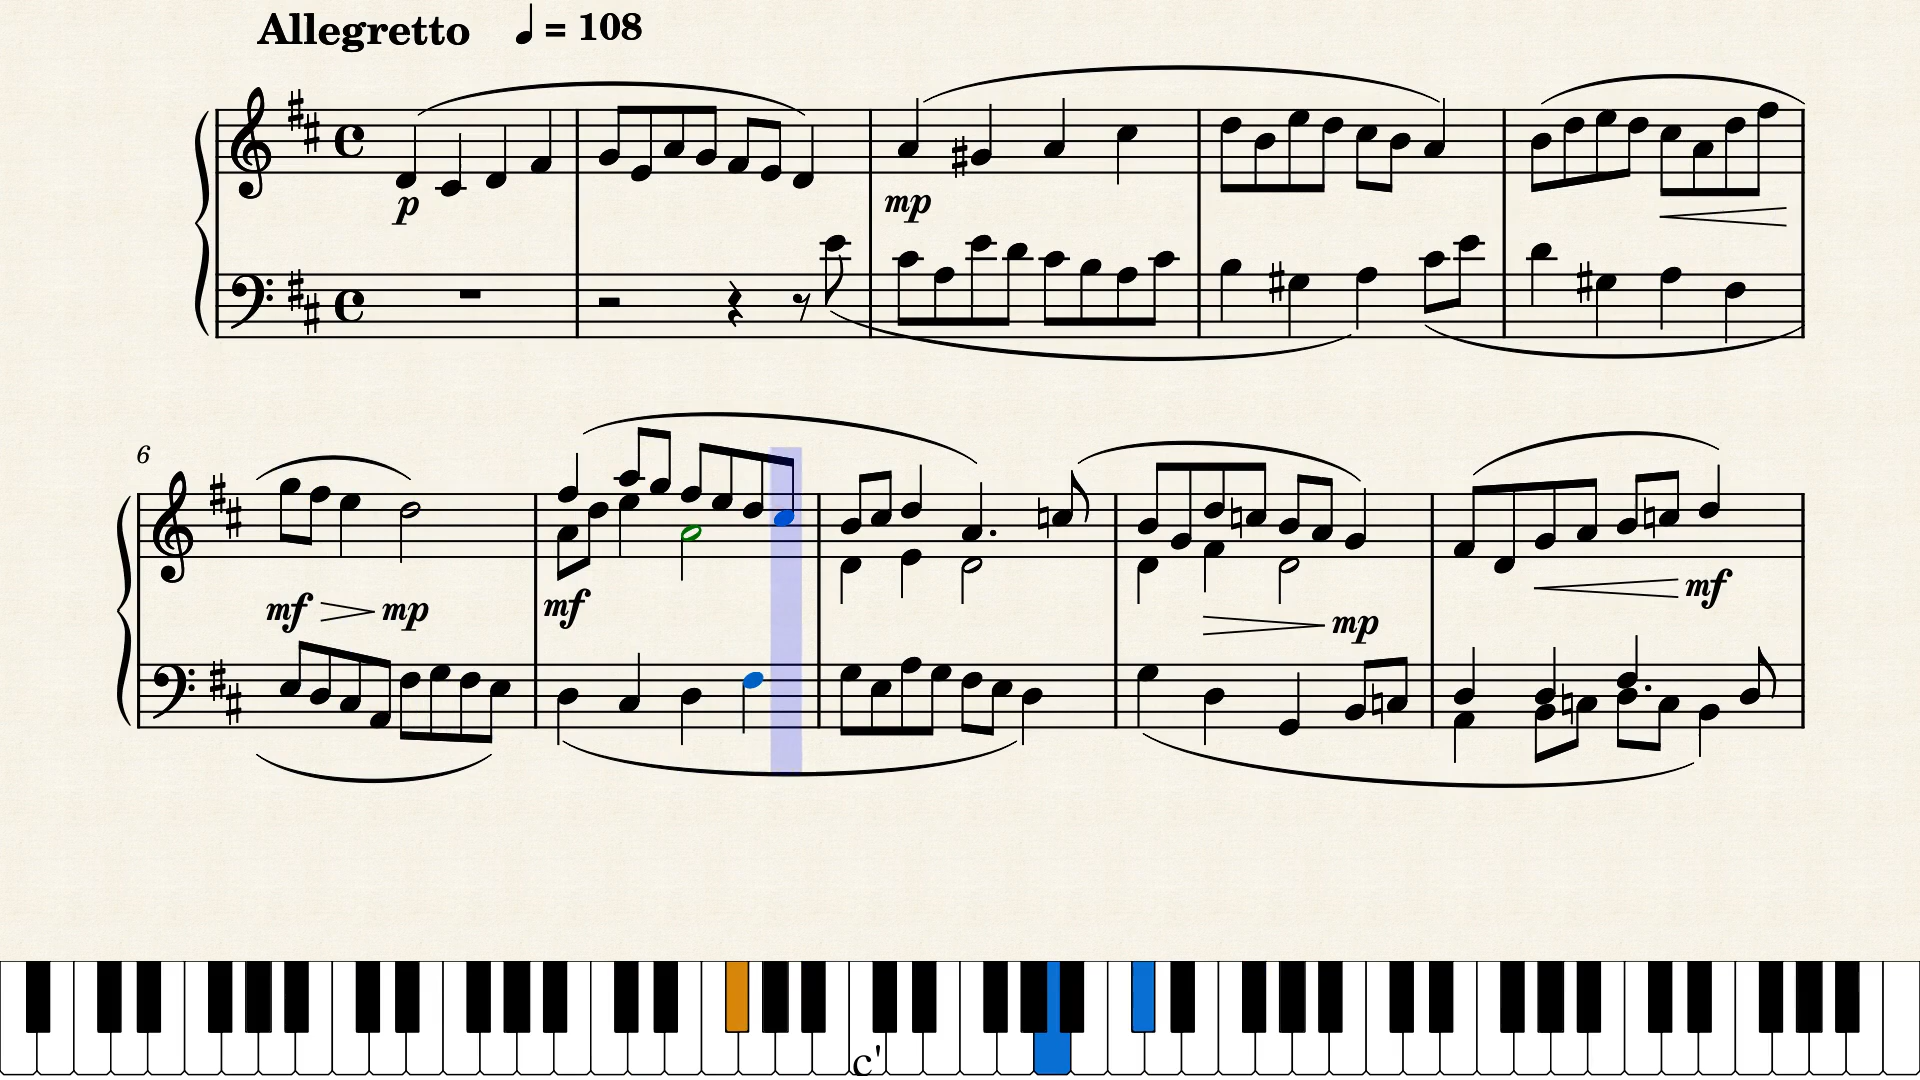 Allegretto ♩ = 108
p
mp
6
mf mp mf
mp
mf
c'